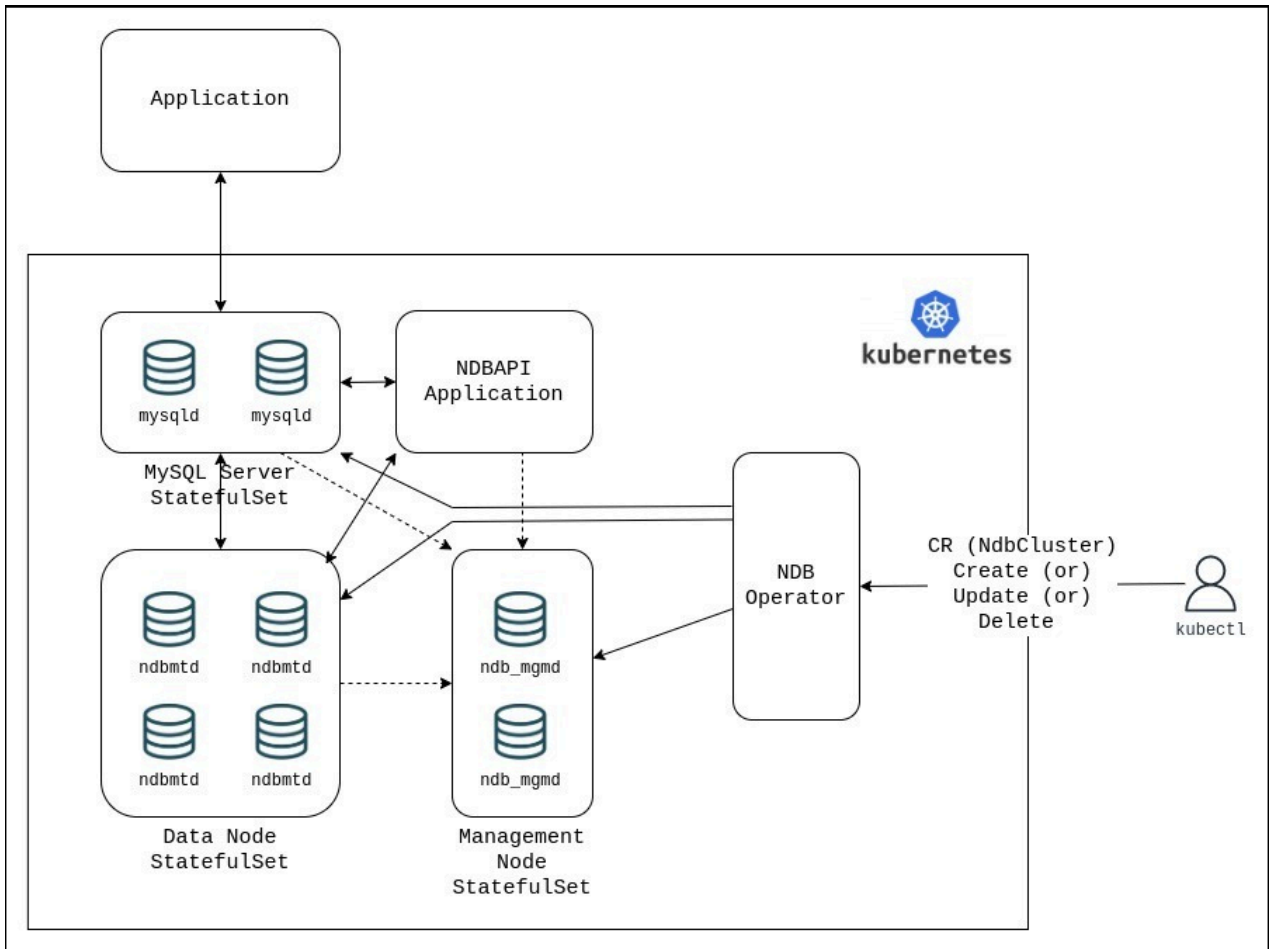 Application
kubernetes
mysqld
mysqld
NDBAPI
Application
MySQL Server
StatefulSet
NDB
Operator
CR (NdbCluster)
Create (or)
Update (or)
Delete
kubectl
ndbmtd
ndbmtd
ndb_mgmd
ndbmtd
ndbmtd
ndb_mgmd
Data Node
StatefulSet
Management
Node
StatefulSet